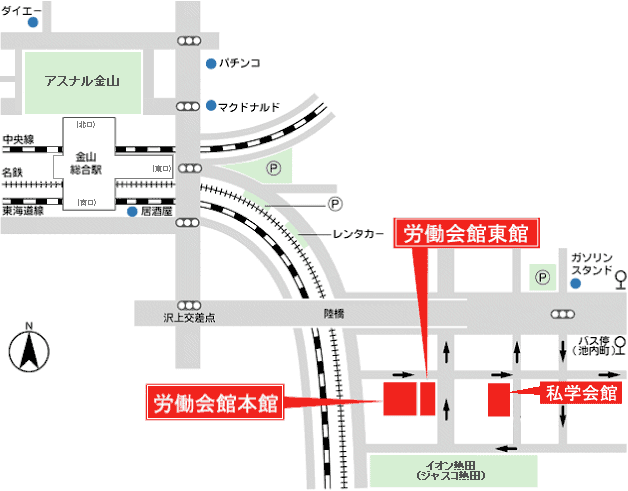 ダイエー
パチンコ
アスナル金山
マクドナルド
(北口)
中央線
金山
総合駅
(東口)
名鉄
P
(南口)
東海道線
居酒屋
P
レンタカー
労働会館東館
ガソリン
スタンド
P
陸橋
沢上交差点
N
バス停
(池内町)
労働会館本館
私学会館
イオン熱田
(ジャスコ熱田)